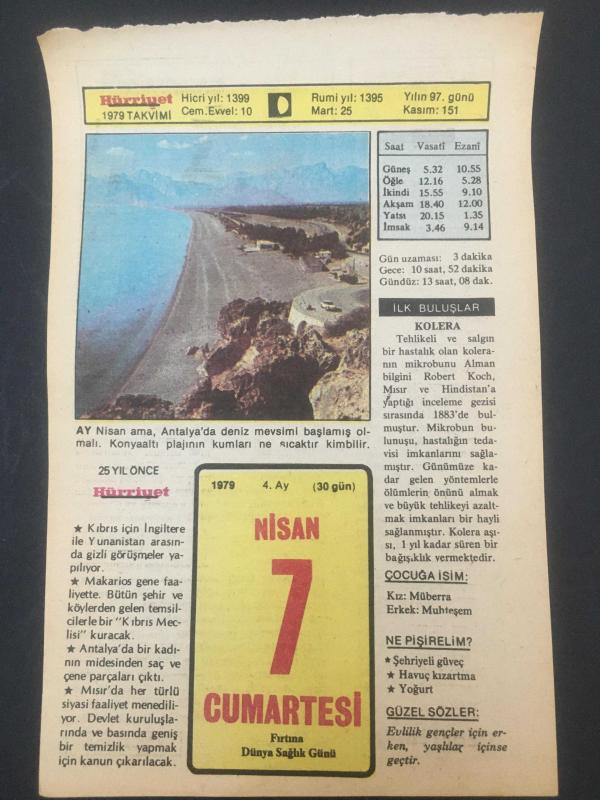 Hürriyet
1979 TAKVİMİ
Hicri yıl: 1399
Cem.Evvel: 10
Rumi yıl: 1395
Mart: 25
Yılın 97. günü
Kasım: 151
Saat Vasatî Ezanî
Güneş 5.32 10.55
Öğle 12.16 5.28
İkindi 15.55 9.10
Akşam 18.40 12.00
Yatsı 20.15 1.35
İmsak 3.46 9.14
Gün uzaması: 3 dakika
Gece: 10 saat, 52 dakika
Gündüz: 13 saat, 08 dak.
AY Nisan ama, Antalya'da deniz mevsimi başlamış ol-
malı. Konyaaltı plajının kumları ne sıcaktır kimbilir.
İLK BULUŞLAR
KOLERA
Tehlikeli ve salgın
bir hastalık olan kolera-
nın mikrobunu Alman
bilgini Robert Koch,
Mısır ve Hindistan'a
yaptığı inceleme gezisi
sırasında 1883'de bul-
muştur. Mikrobun bu-
lunuşu, hastalığın teda-
visi imkanlarını sağla-
mıştır. Günümüze ka-
dar gelen yöntemlerle
ölümlerin önünü almak
ve büyük tehlikeyi azalt-
mak imkanları bir hayli
sağlanmıştır. Kolera aşı-
sı, 1 yıl kadar süren bir
bağışıklık vermektedir.
25 YIL ÖNCE
Hürriyet
★ Kıbrıs için İngiltere
ile Yunanistan arasın-
da gizli görüşmeler ya-
pılıyor.
★ Makarios gene faa-
liyette. Bütün şehir ve
köylerden gelen temsil-
cilerle bir "Kıbrıs Mec-
lisi" kuracak.
★ Antalya'da bir kadı-
nın midesinden saç ve
çene parçaları çıktı.
★ Mısır'da her türlü
siyasi faaliyet menedili-
yor. Devlet kuruluşla-
rında ve basında geniş
bir temizlik yapmak
için kanun çıkarılacak.
1979 4. Ay (30 gün)
NİSAN
7
CUMARTESİ
Fırtına
Dünya Sağlık Günü
ÇOCUĞA İSİM:
Kız: Müberra
Erkek: Muhteşem
NE PİŞİRELİM?
★ Şehriyeli güveç
★ Havuç kızartma
★ Yoğurt
GÜZEL SÖZLER:
Evlilik gençler için er-
ken, yaşlılar içinse
geçtir.